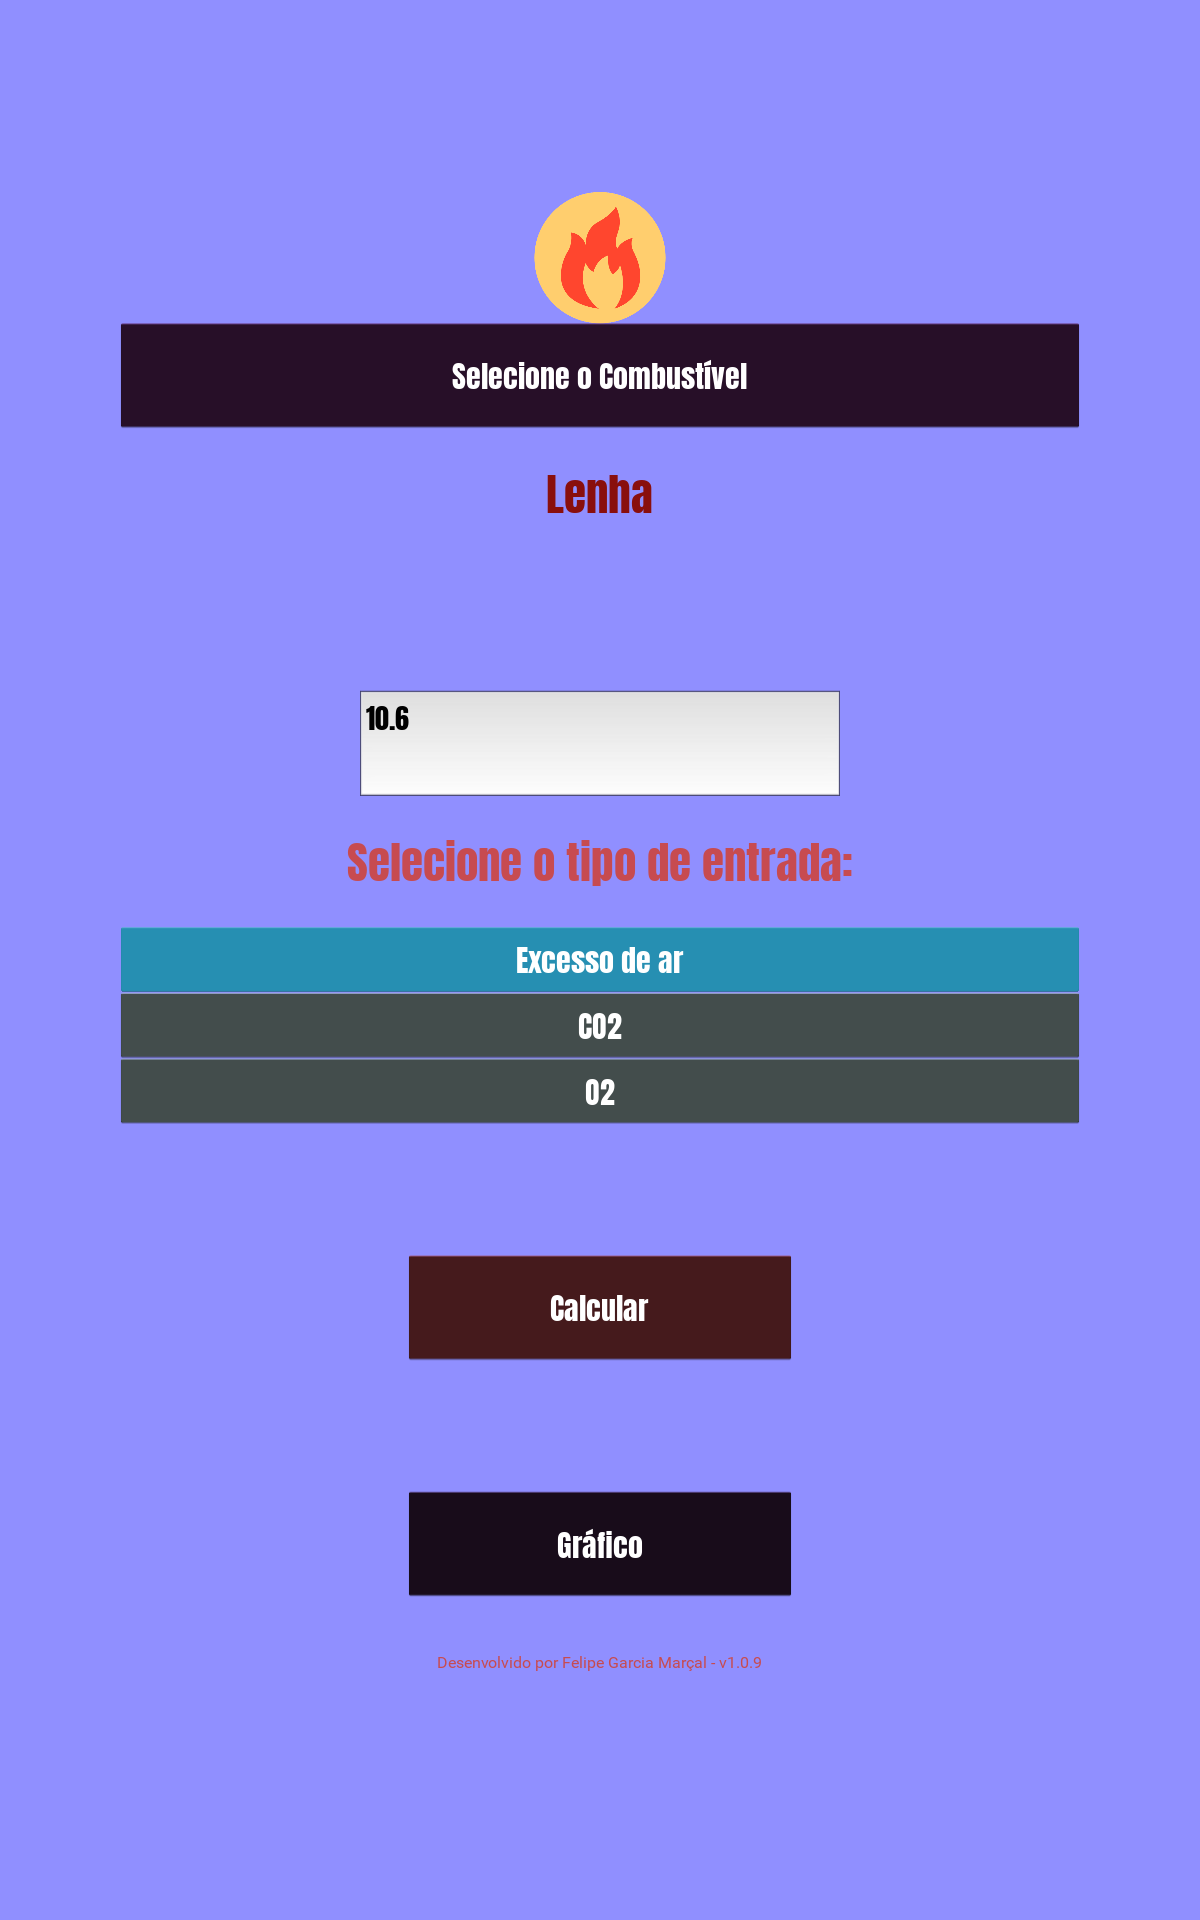 Selecione o Combustível
Lenha
10.6
Selecione o tipo de entrada:
Excesso de ar
CO2
O2
Calcular
Gráfico
Desenvolvido por Felipe Garcia Marçal - v1.0.9